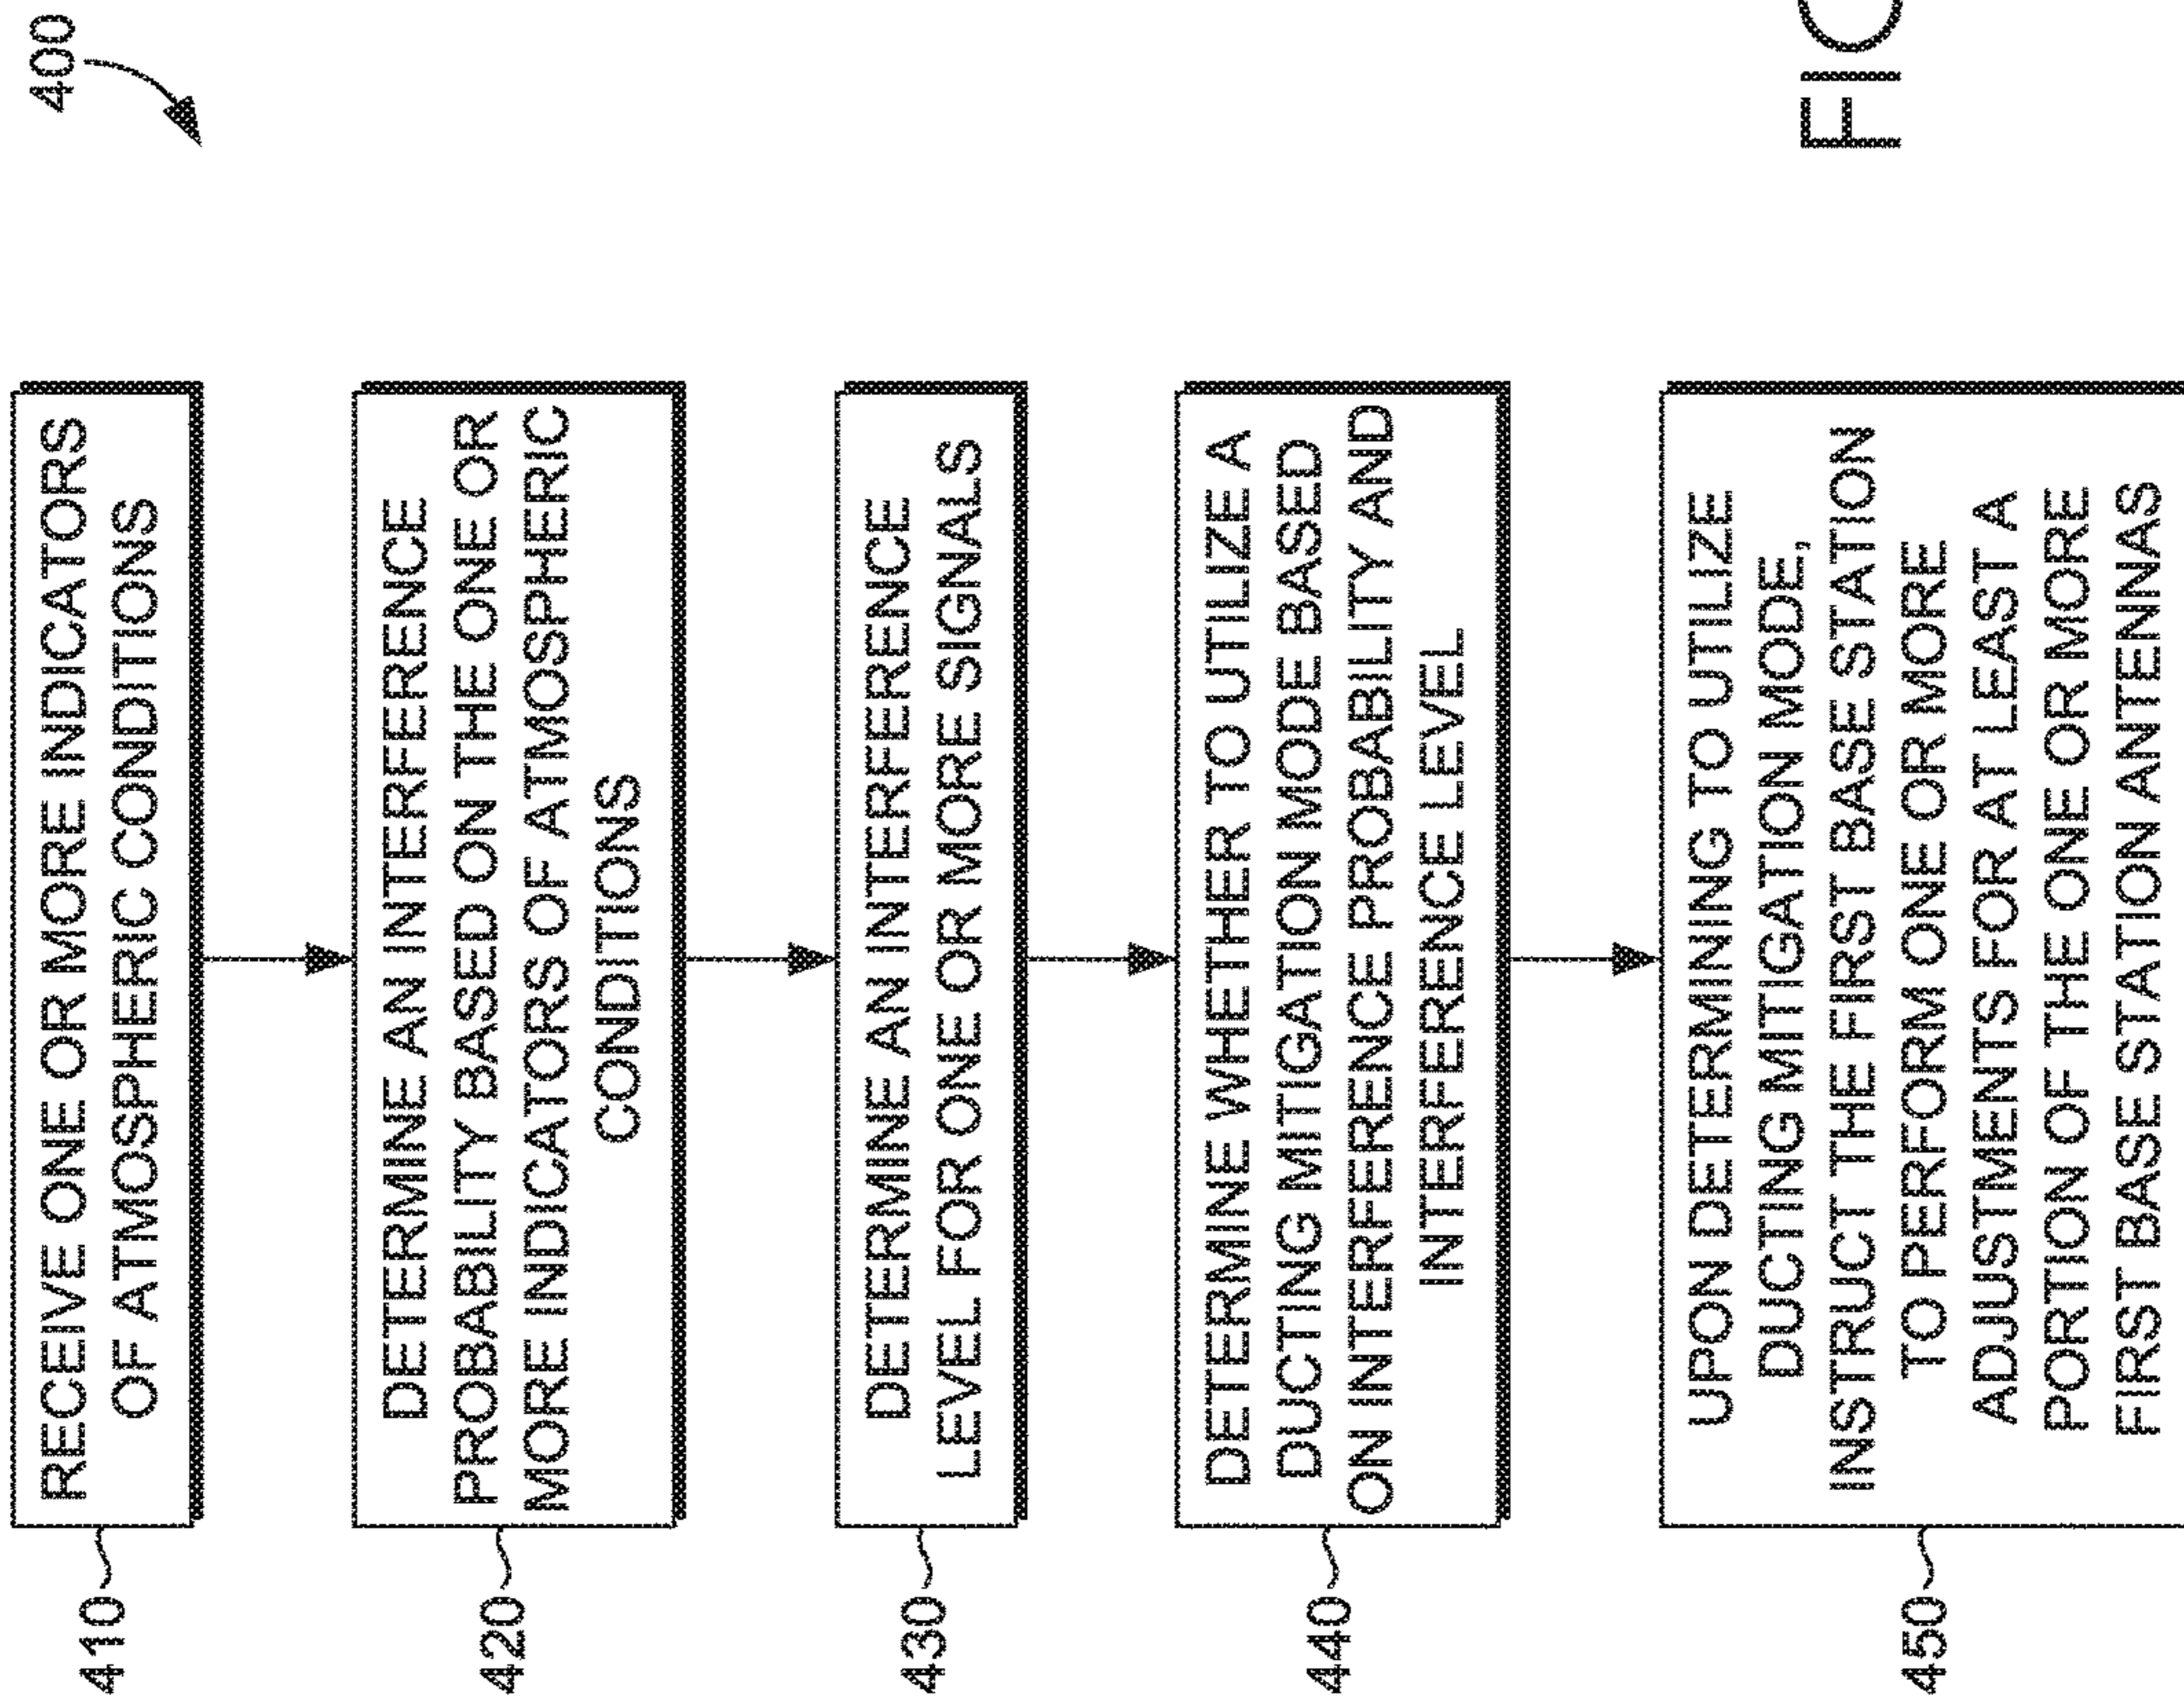 400
410
RECEIVE ONE OR MORE INDICATORS
OF ATMOSPHERIC CONDITIONS
420
DETERMINE AN INTERFERENCE
PROBABILITY BASED ON THE ONE OR
MORE INDICATORS OF ATMOSPHERIC
CONDITIONS
430
DETERMINE AN INTERFERENCE
LEVEL FOR ONE OR MORE SIGNALS
440
DETERMINE WHETHER TO UTILIZE A
DUCTING MITIGATION MODE BASED
ON INTERFERENCE PROBABILITY AND
INTERFERENCE LEVEL
450
UPON DETERMINING TO UTILIZE
DUCTING MITIGATION MODE,
INSTRUCT THE FIRST BASE STATION
TO PERFORM ONE OR MORE
ADJUSTMENTS FOR AT LEAST A
PORTION OF THE ONE OR MORE
FIRST BASE STATION ANTENNAS